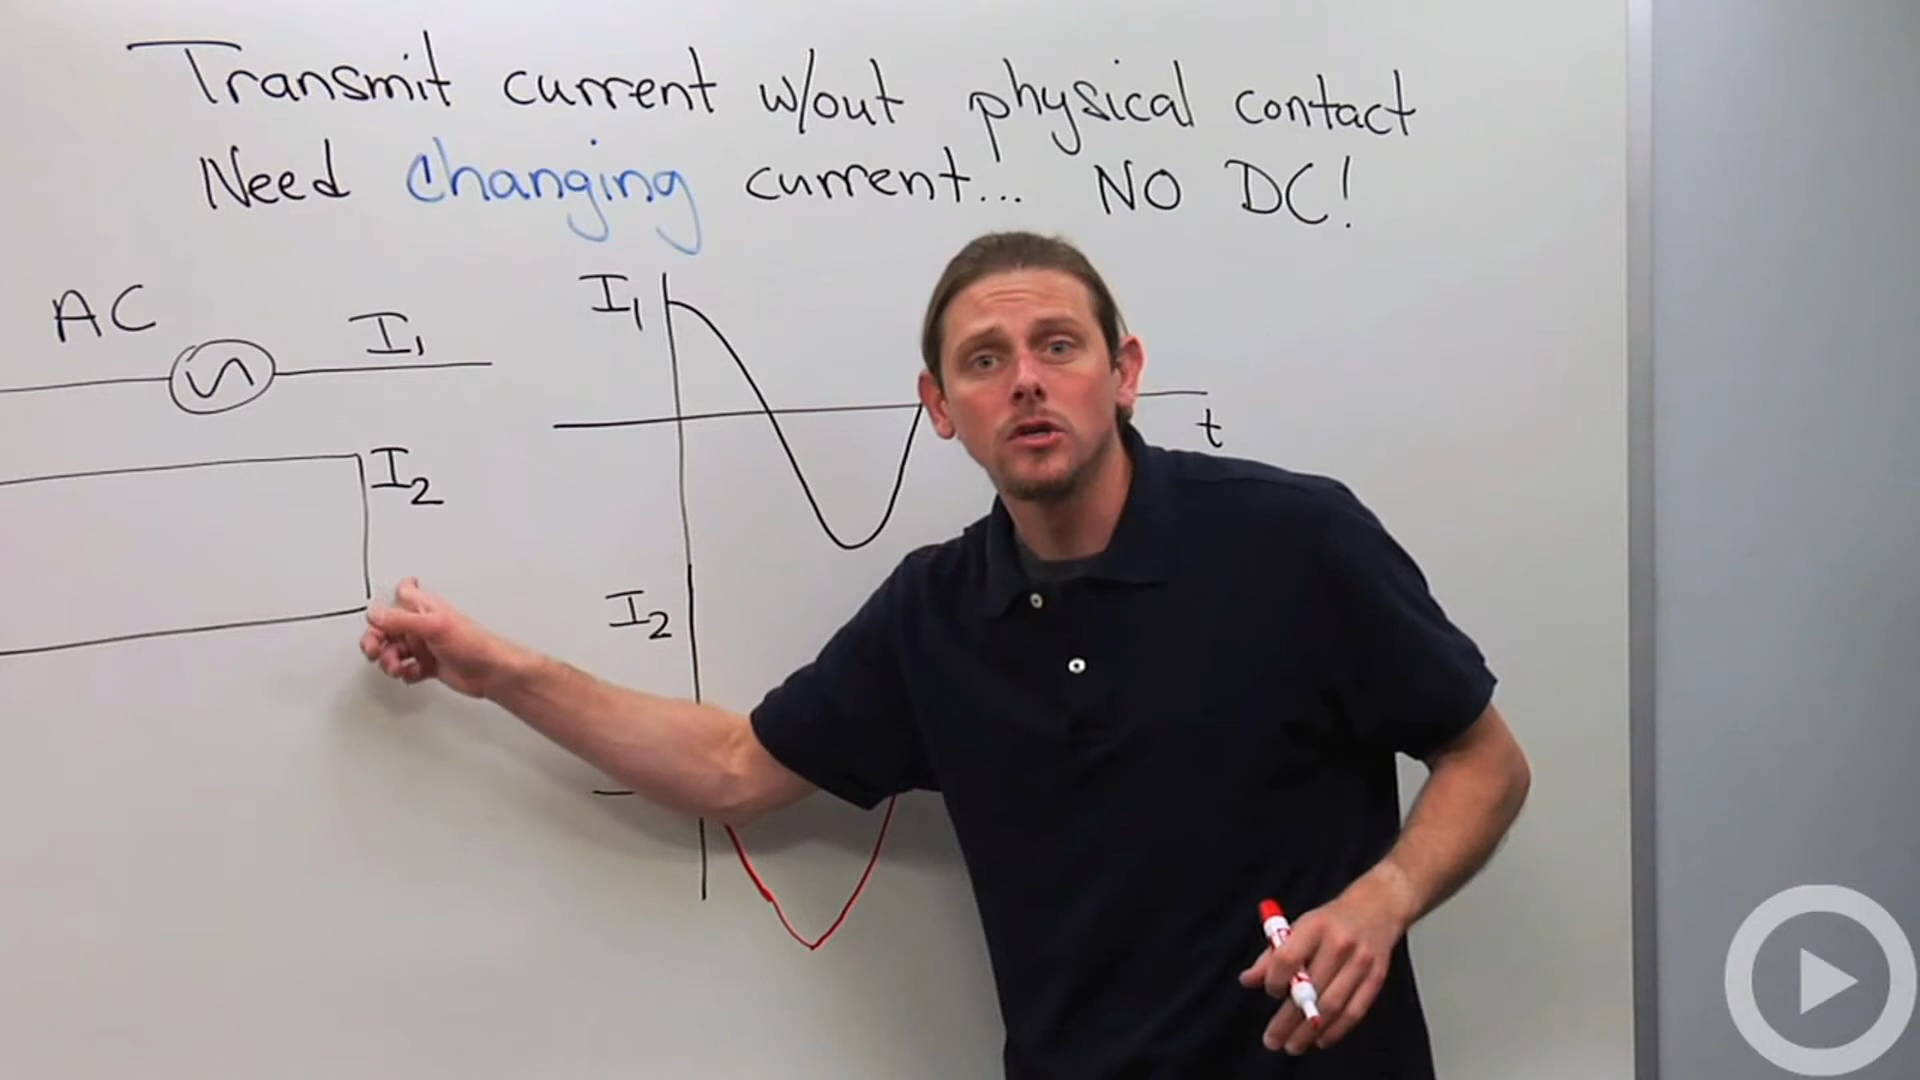 Transmit current w/out physical contact
Need changing current... NO DC!
AC
I₁
I₂
I₁
t
I₂